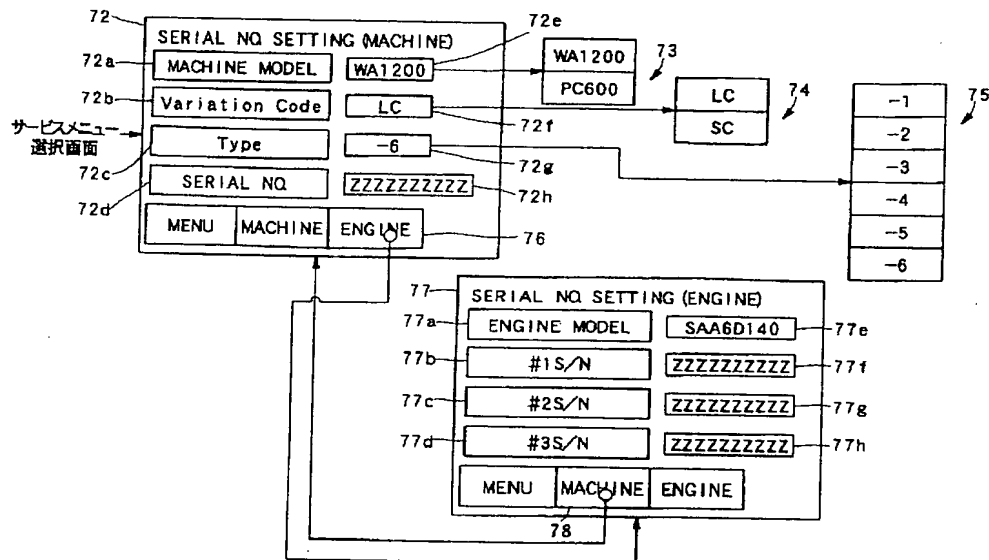 72
SERIAL NO. SETTING (MACHINE)
72e
72a
MACHINE MODEL
WA1200
WA1200
PC600
73
72b
Variation Code
LC
72f
LC
SC
74
サービスメニュー
選択画面
72c
Type
-6
72g
-1
-2
-3
-4
-5
-6
75
72d
SERIAL NO.
ZZZZZZZZZZ
72h
MENU
MACHINE
ENGINE
76
77
SERIAL NO. SETTING (ENGINE)
77a
ENGINE MODEL
SAA6D140
77e
77b
#1S/N
ZZZZZZZZZZ
77f
77c
#2S/N
ZZZZZZZZZZ
77g
77d
#3S/N
ZZZZZZZZZZ
77h
MENU
MACHINE
ENGINE
78